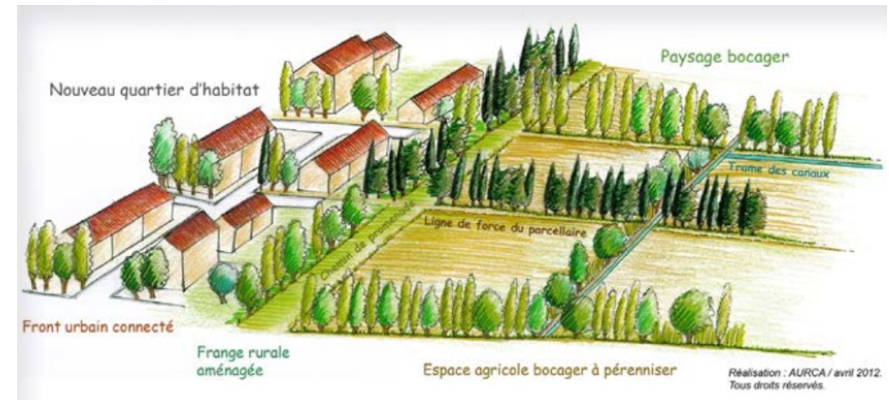 Paysage bocager
Nouveau quartier d'habitat
Trame des canaux
Ligne de force du parcellaire
Chemin de promenade
Front urbain connecté
Frange rurale
aménagée
Espace agricole bocager à pérenniser
Réalisation : AURCA / avril 2012.
Tous droits réservés.